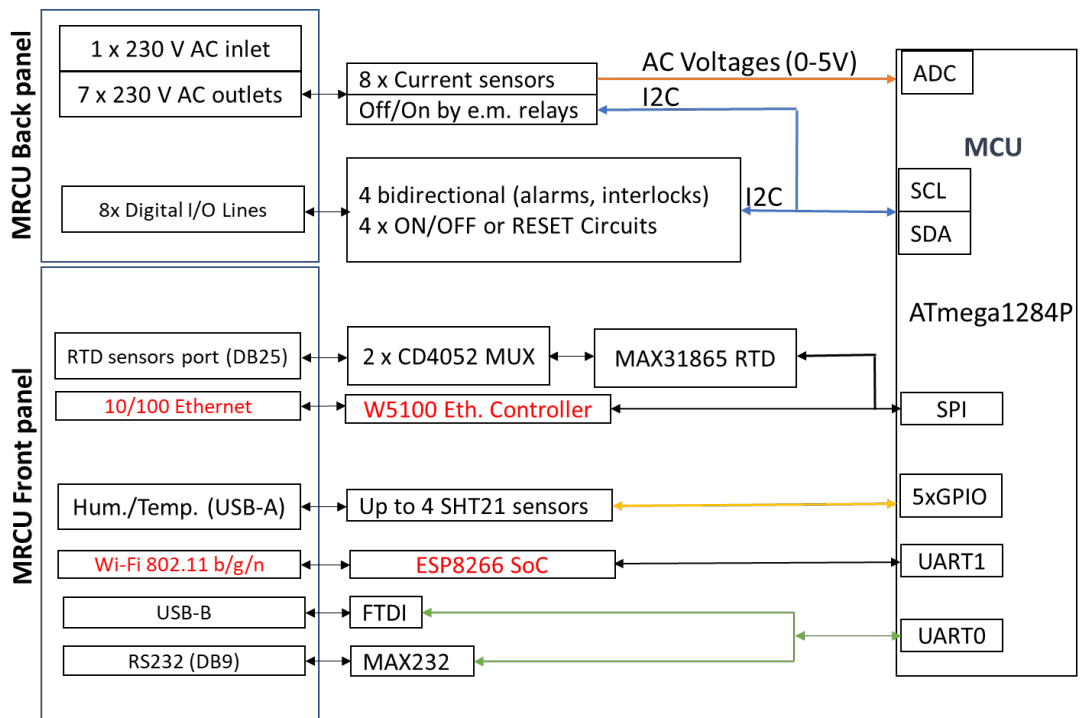 MRCU Back panel
1 x 230 V AC inlet
7 x 230 V AC outlets
8 x Current sensors
Off/On by e.m. relays
AC Voltages (0-5V)
I2C
ADC
MCU
8x Digital I/O Lines
4 bidirectional (alarms, interlocks)
4 x ON/OFF or RESET Circuits
I2C
SCL
SDA
ATmega1284P
MRCU Front panel
RTD sensors port (DB25)
2 x CD4052 MUX
MAX31865 RTD
10/100 Ethernet
W5100 Eth. Controller
SPI
Hum./Temp. (USB-A)
Up to 4 SHT21 sensors
5xGPIO
Wi-Fi 802.11 b/g/n
ESP8266 SoC
UART1
USB-B
FTDI
UART0
RS232 (DB9)
MAX232